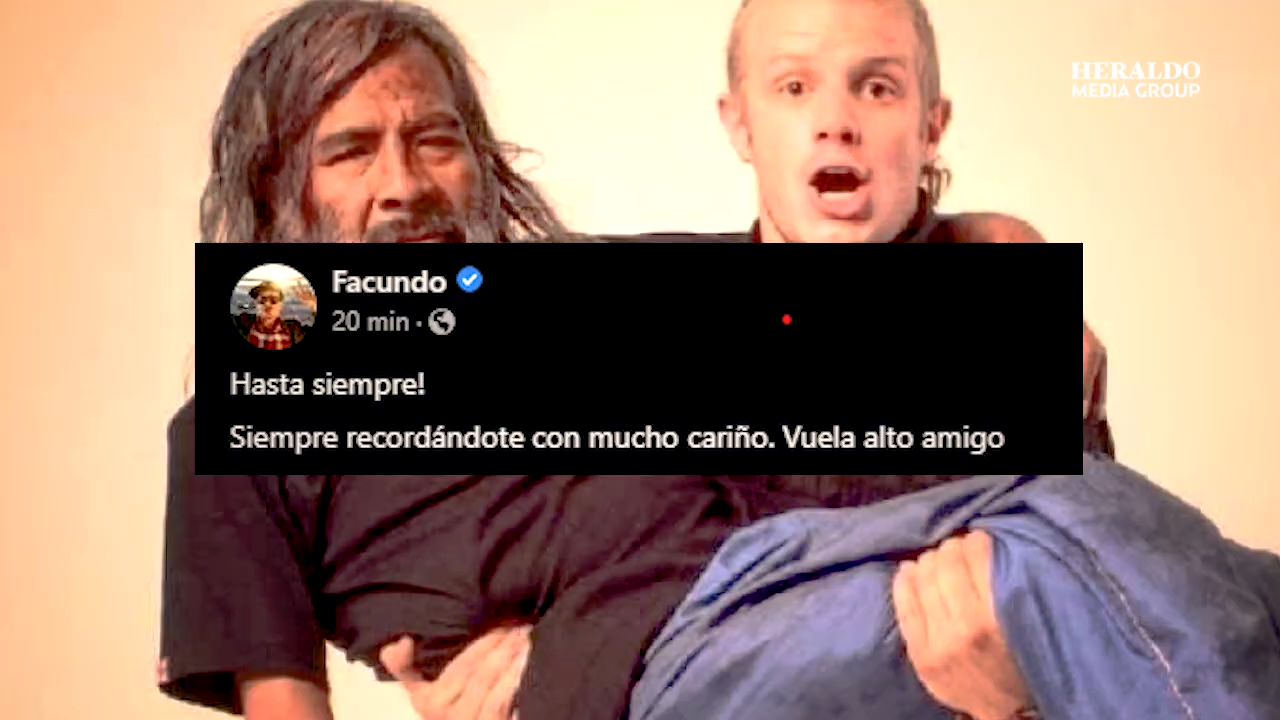 HERALDO
MEDIA GROUP
Facundo
20 min ·
Hasta siempre!
Siempre recordándote con mucho cariño. Vuela alto amigo